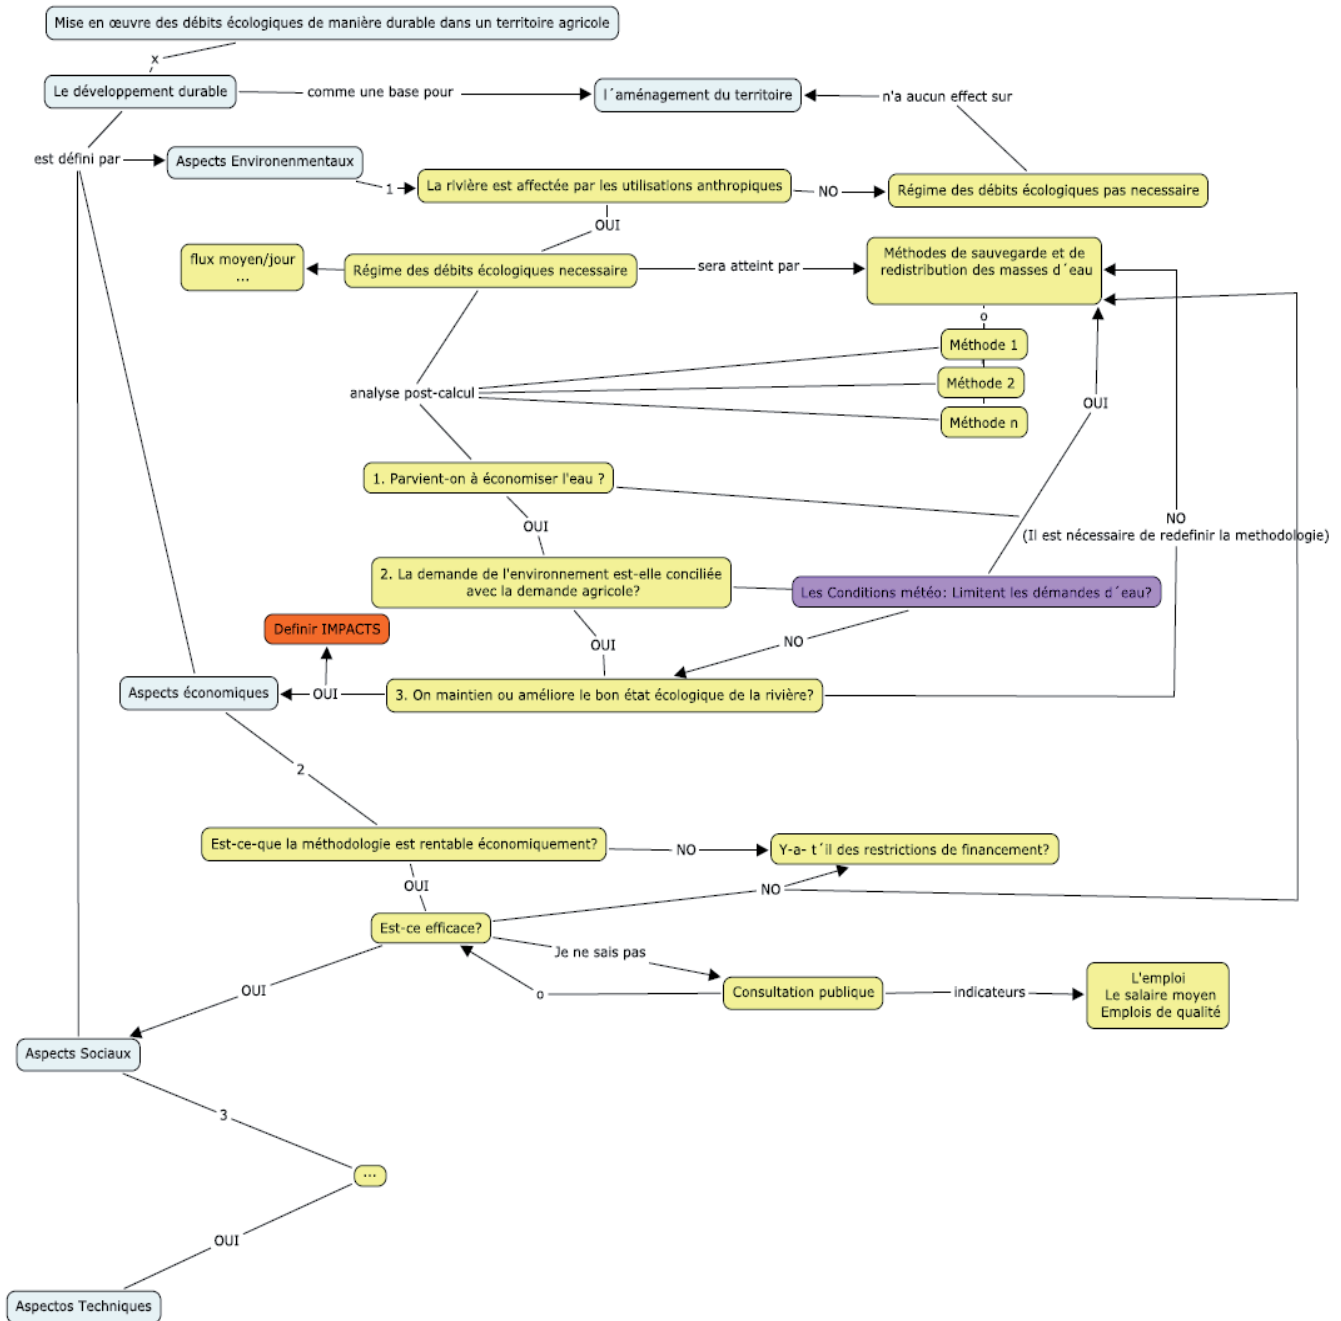 Mise en œuvre des débits écologiques de manière durable dans un territoire agricole
x
Le développement durable
comme une base pour
l´aménagement du territoire
n'a aucun effect sur
est défini par
Aspects Environenmentaux
1
La rivière est affectée par les utilisations anthropiques
NO
Régime des débits écologiques pas necessaire
OUI
flux moyen/jour
...
Régime des débits écologiques necessaire
sera atteint par
Méthodes de sauvegarde et de
redistribution des masses d´eau
o
Méthode 1
Méthode 2
Méthode n
analyse post-calcul
OUI
1. Parvient-on à économiser l'eau ?
OUI
NO
(Il est nécessaire de redefinir la methodologie)
2. La demande de l'environnement est-elle conciliée
avec la demande agricole?
Les Conditions météo: Limitent les démandes d´eau?
Definir IMPACTS
OUI
NO
Aspects économiques
OUI
3. On maintien ou améliore le bon état écologique de la rivière?
2
Est-ce-que la méthodologie est rentable économiquement?
NO
Y-a- t´il des restrictions de financement?
OUI
NO
Est-ce efficace?
Je ne sais pas
OUI
o
Consultation publique
indicateurs
L'emploi
Le salaire moyen
Emplois de qualité
Aspects Sociaux
3
...
OUI
Aspectos Techniques